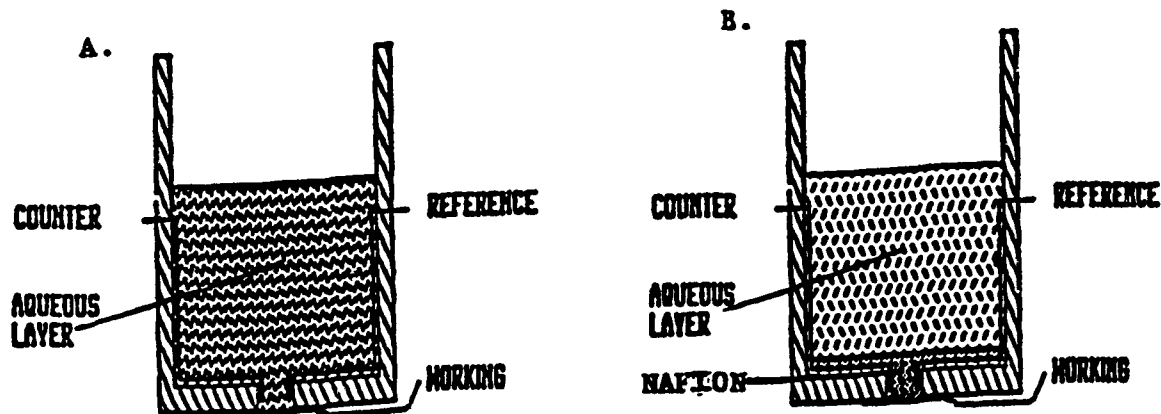 A.
COUNTER
REFERENCE
AQUEOUS
LAYER
WORKING
B.
COUNTER
REFERENCE
AQUEOUS
LAYER
NAFION
WORKING